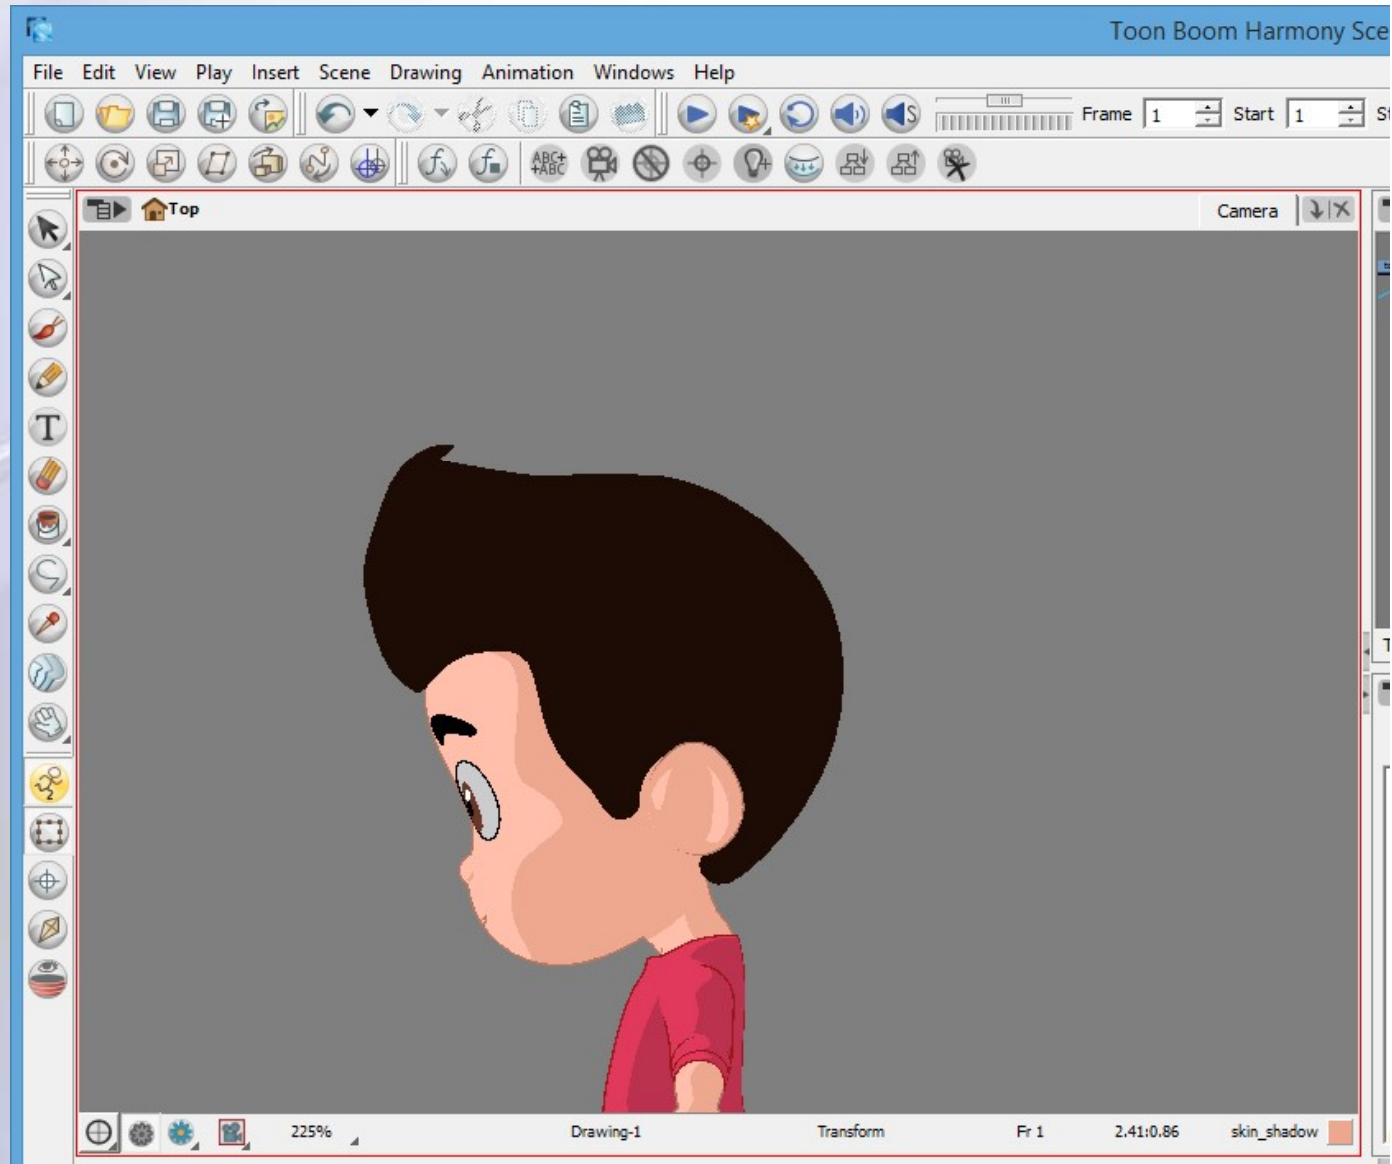 Toon Boom Harmony Sce
File Edit View Play Insert Scene Drawing Animation Windows Help
Frame 1 Start 1 St
ABC+
+ABC
Top Camera
T
225% Drawing-1 Transform Fr 1 2.41:0.86 skin_shadow